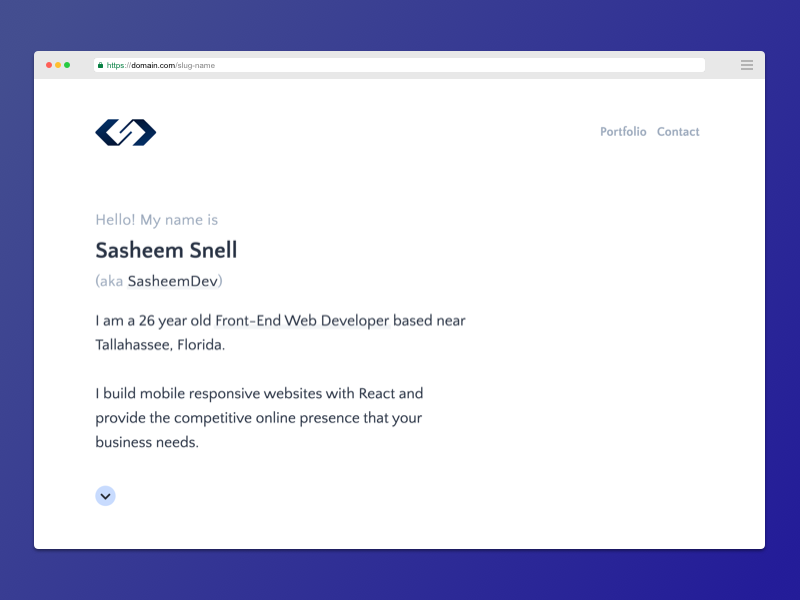 https://domain.com/slug-name
Portfolio Contact
Hello! My name is
Sasheem Snell
(aka SasheemDev)
I am a 26 year old Front-End Web Developer based near
Tallahassee, Florida.
I build mobile responsive websites with React and
provide the competitive online presence that your
business needs.